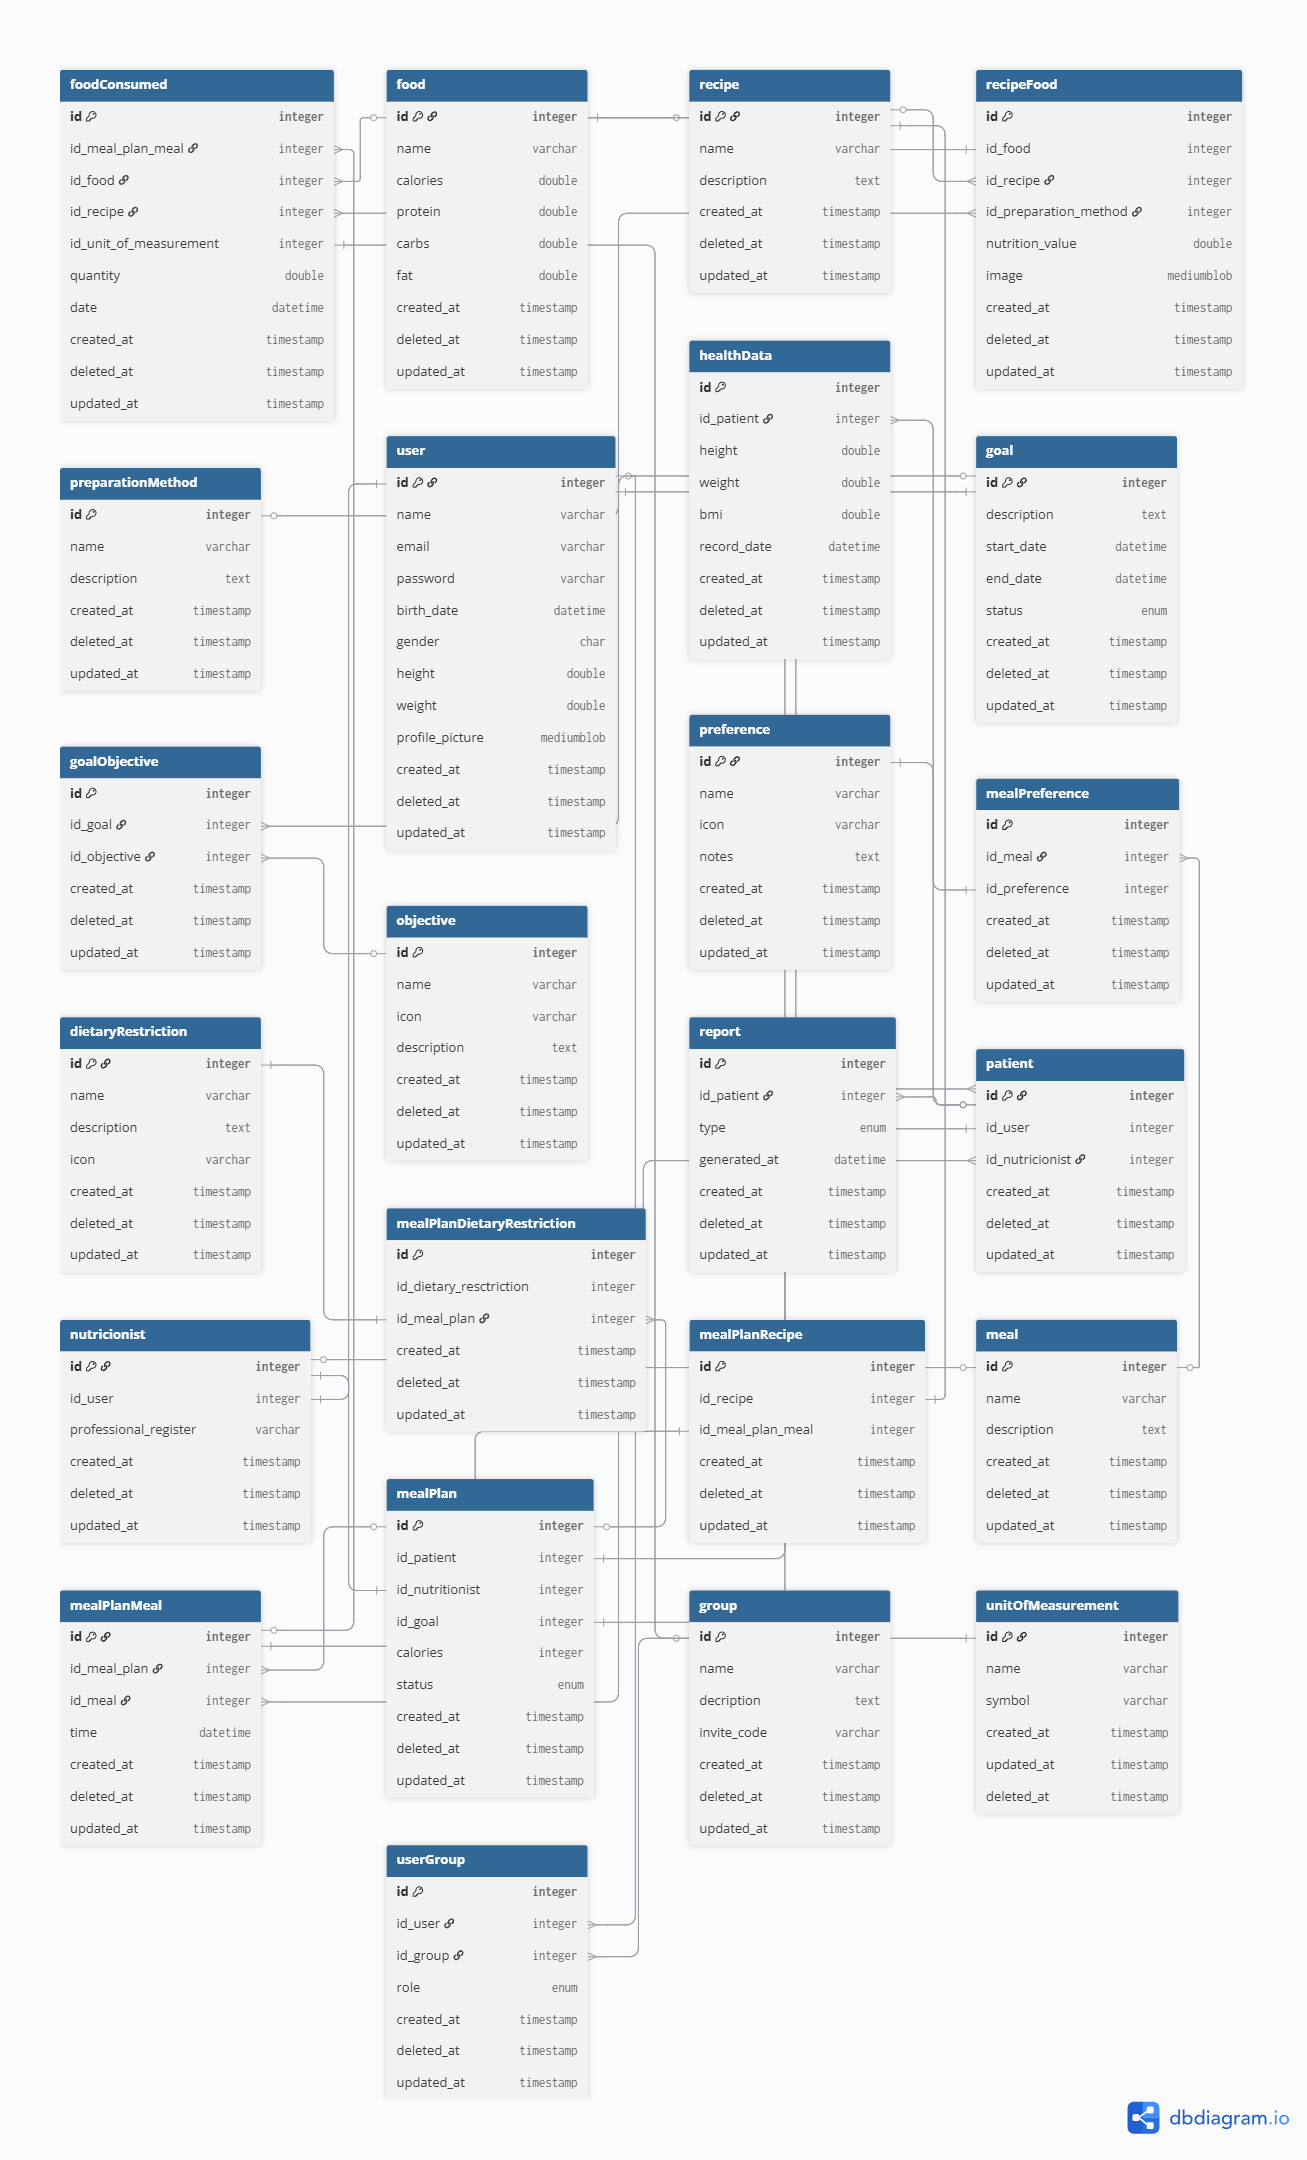 foodConsumed
id integer
id_meal_plan_meal integer
id_food integer
id_recipe integer
id_unit_of_measurement integer
quantity double
date datetime
created_at timestamp
deleted_at timestamp
updated_at timestamp
food
id integer
name varchar
calories double
protein double
carbs double
fat double
created_at timestamp
deleted_at timestamp
updated_at timestamp
recipe
id integer
name varchar
description text
created_at timestamp
deleted_at timestamp
updated_at timestamp
recipeFood
id integer
id_food integer
id_recipe integer
id_preparation_method integer
nutrition_value double
image mediumblob
created_at timestamp
deleted_at timestamp
updated_at timestamp
healthData
id integer
id_patient integer
height double
weight double
bmi double
record_date datetime
created_at timestamp
deleted_at timestamp
updated_at timestamp
user
id integer
name varchar
email varchar
password varchar
birth_date datetime
gender char
height double
weight double
profile_picture mediumblob
created_at timestamp
deleted_at timestamp
updated_at timestamp
goal
id integer
description text
start_date datetime
end_date datetime
status enum
created_at timestamp
deleted_at timestamp
updated_at timestamp
preparationMethod
id integer
name varchar
description text
created_at timestamp
deleted_at timestamp
updated_at timestamp
preference
id integer
name varchar
icon varchar
notes text
created_at timestamp
deleted_at timestamp
updated_at timestamp
goalObjective
id integer
id_goal integer
id_objective integer
created_at timestamp
deleted_at timestamp
updated_at timestamp
mealPreference
id integer
id_meal integer
id_preference integer
created_at timestamp
deleted_at timestamp
updated_at timestamp
objective
id integer
name varchar
icon varchar
description text
created_at timestamp
deleted_at timestamp
updated_at timestamp
dietaryRestriction
id integer
name varchar
description text
icon varchar
created_at timestamp
deleted_at timestamp
updated_at timestamp
report
id integer
id_patient integer
type enum
generated_at datetime
created_at timestamp
deleted_at timestamp
updated_at timestamp
patient
id integer
id_user integer
id_nutricionist integer
created_at timestamp
deleted_at timestamp
updated_at timestamp
mealPlanDietaryRestriction
id integer
id_dietary_resctriction integer
id_meal_plan integer
created_at timestamp
deleted_at timestamp
updated_at timestamp
nutricionist
id integer
id_user integer
professional_register varchar
created_at timestamp
deleted_at timestamp
updated_at timestamp
mealPlanRecipe
id integer
id_recipe integer
id_meal_plan_meal integer
created_at timestamp
deleted_at timestamp
updated_at timestamp
meal
id integer
name varchar
description text
created_at timestamp
deleted_at timestamp
updated_at timestamp
mealPlan
id integer
id_patient integer
id_nutritionist integer
id_goal integer
calories integer
status enum
created_at timestamp
deleted_at timestamp
updated_at timestamp
mealPlanMeal
id integer
id_meal_plan integer
id_meal integer
time datetime
created_at timestamp
deleted_at timestamp
updated_at timestamp
group
id integer
name varchar
decription text
invite_code varchar
created_at timestamp
deleted_at timestamp
updated_at timestamp
unitOfMeasurement
id integer
name varchar
symbol varchar
created_at timestamp
updated_at timestamp
deleted_at timestamp
userGroup
id integer
id_user integer
id_group integer
role enum
created_at timestamp
deleted_at timestamp
updated_at timestamp
dbdiagram.io